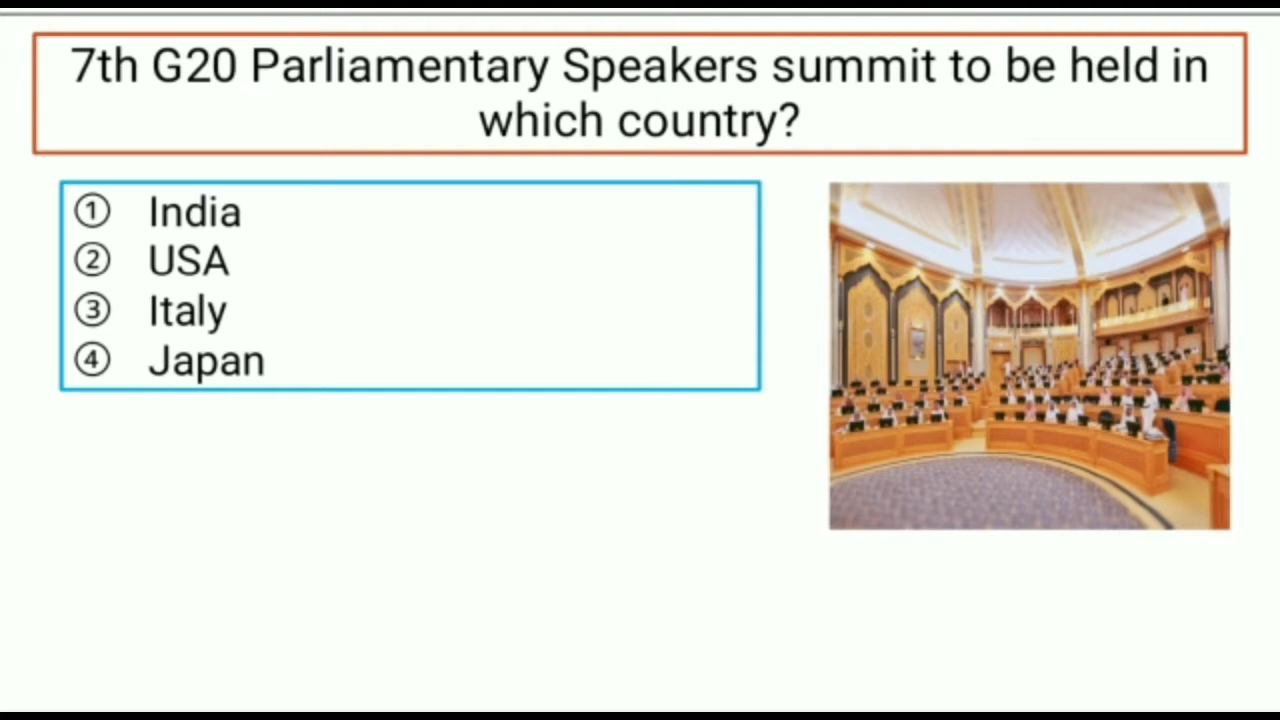 7th G20 Parliamentary Speakers summit to be held in
which country?
① India
② USA
③ Italy
④ Japan